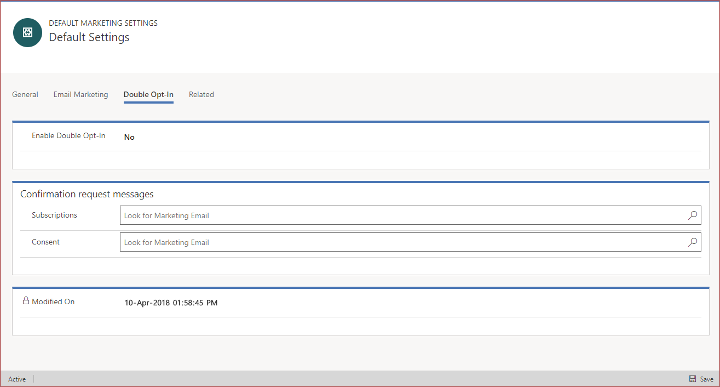 DEFAULT MARKETING SETTINGS
Default Settings
General Email Marketing Double Opt-In Related
Enable Double Opt-In No
Confirmation request messages
Subscriptions Look for Marketing Email
Consent Look for Marketing Email
Modified On 10-Apr-2018 01:58:45 PM
Active Save